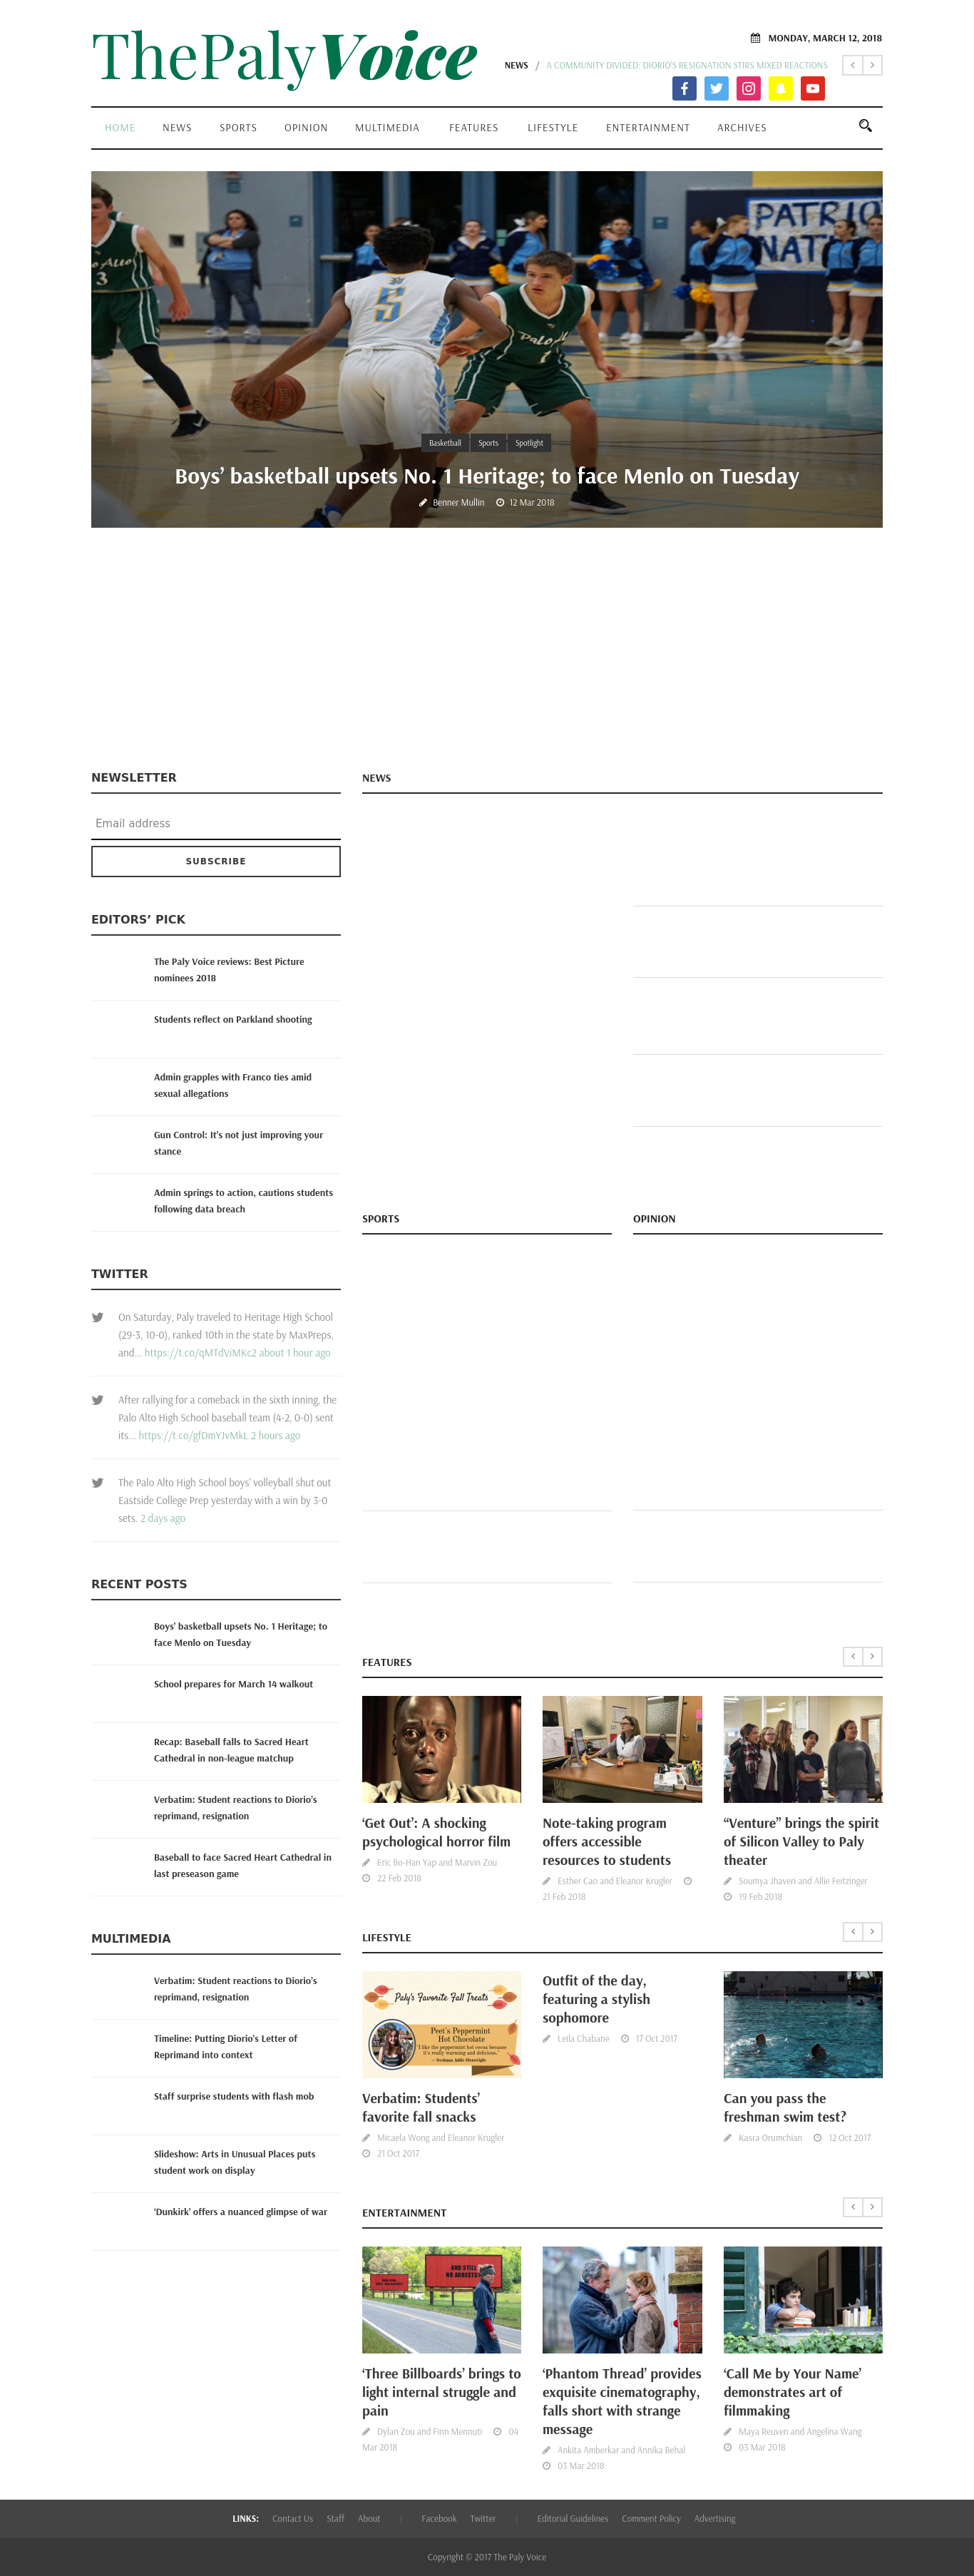 ThePalyVoice
MONDAY, MARCH 12, 2018
NEWS / A COMMUNITY DIVIDED: DIORIO'S RESIGNATION STIRS MIXED REACTIONS
HOME NEWS SPORTS OPINION MULTIMEDIA FEATURES LIFESTYLE ENTERTAINMENT ARCHIVES
PATRIO
NAT
S
5
Palo Alto
1
Basketball Sports Spotlight
Boys’ basketball upsets No. 1 Heritage; to face Menlo on Tuesday
Benner Mullin 12 Mar 2018
NEWSLETTER
Email address
SUBSCRIBE
EDITORS’ PICK
The Paly Voice reviews: Best Picture
nominees 2018
Students reflect on Parkland shooting
Admin grapples with Franco ties amid
sexual allegations
Gun Control: It’s not just improving your
stance
Admin springs to action, cautions students
following data breach
TWITTER
On Saturday, Paly traveled to Heritage High School
(29-3, 10-0), ranked 10th in the state by MaxPreps,
and… https://t.co/qMTdViMKc2 about 1 hour ago
After rallying for a comeback in the sixth inning, the
Palo Alto High School baseball team (4-2, 0-0) sent
its… https://t.co/gfDmYJvMkL 2 hours ago
The Palo Alto High School boys' volleyball shut out
Eastside College Prep yesterday with a win by 3-0
sets. 2 days ago
RECENT POSTS
Boys’ basketball upsets No. 1 Heritage; to
face Menlo on Tuesday
School prepares for March 14 walkout
Recap: Baseball falls to Sacred Heart
Cathedral in non-league matchup
Verbatim: Student reactions to Diorio’s
reprimand, resignation
Baseball to face Sacred Heart Cathedral in
last preseason game
MULTIMEDIA
Verbatim: Student reactions to Diorio’s
reprimand, resignation
Timeline: Putting Diorio’s Letter of
Reprimand into context
Staff surprise students with flash mob
Slideshow: Arts in Unusual Places puts
student work on display
‘Dunkirk’ offers a nuanced glimpse of war
NEWS
SPORTS
OPINION
FEATURES
‘Get Out’: A shocking
psychological horror film
Eric Bo-Han Yap and Marvin Zou
22 Feb 2018
Note-taking program
offers accessible
resources to students
Esther Cao and Eleanor Krugler
21 Feb 2018
“Venture” brings the spirit
of Silicon Valley to Paly
theater
Soumya Jhaveri and Allie Feitzinger
19 Feb 2018
LIFESTYLE
Paly's Favorite Fall Treats
Peet's Peppermint
Hot Chocolate
Verbatim: Students’
favorite fall snacks
Micaela Wong and Eleanor Krugler
21 Oct 2017
Outfit of the day,
featuring a stylish
sophomore
Leila Chabane 17 Oct 2017
Can you pass the
freshman swim test?
Kasra Orumchian 12 Oct 2017
ENTERTAINMENT
AND STILL
NO ARRESTS?
‘Three Billboards’ brings to
light internal struggle and
pain
Dylan Zou and Finn Mennuti 04
Mar 2018
‘Phantom Thread’ provides
exquisite cinematography,
falls short with strange
message
Ankita Amberkar and Annika Behal
03 Mar 2018
‘Call Me by Your Name’
demonstrates art of
filmmaking
Maya Reuven and Angelina Wang
03 Mar 2018
LINKS: Contact Us Staff About | Facebook Twitter | Editorial Guidelines Comment Policy Advertising
Copyright © 2017 The Paly Voice